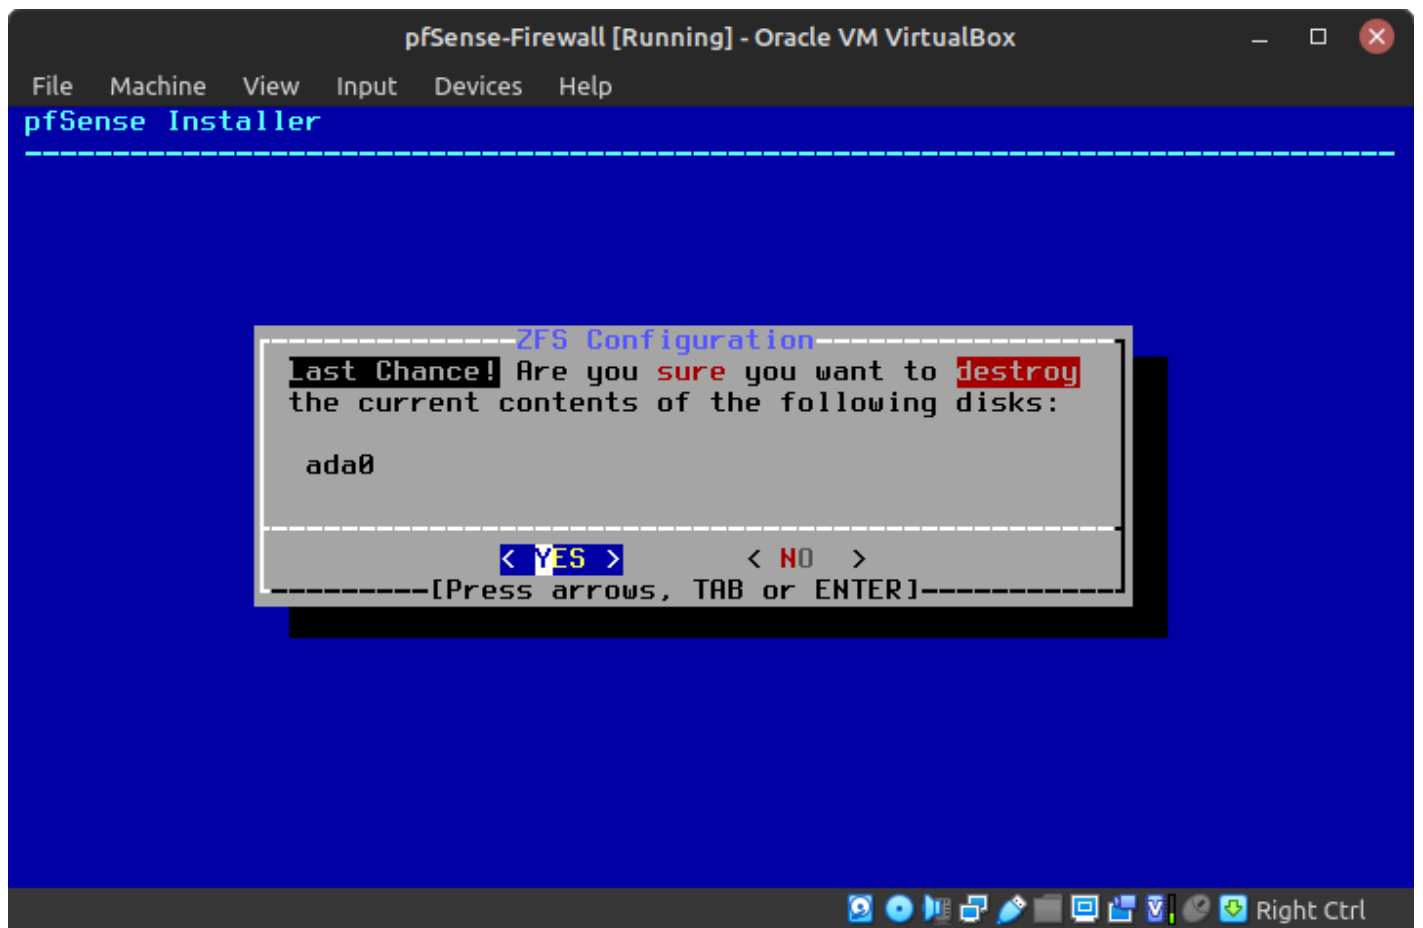 pfSense-Firewall [Running] - Oracle VM VirtualBox
File Machine View Input Devices Help
pfSense Installer
ZFS Configuration
Last Chance! Are you sure you want to destroy
the current contents of the following disks:
ada0
< YES > < NO >
[Press arrows, TAB or ENTER]
Right Ctrl